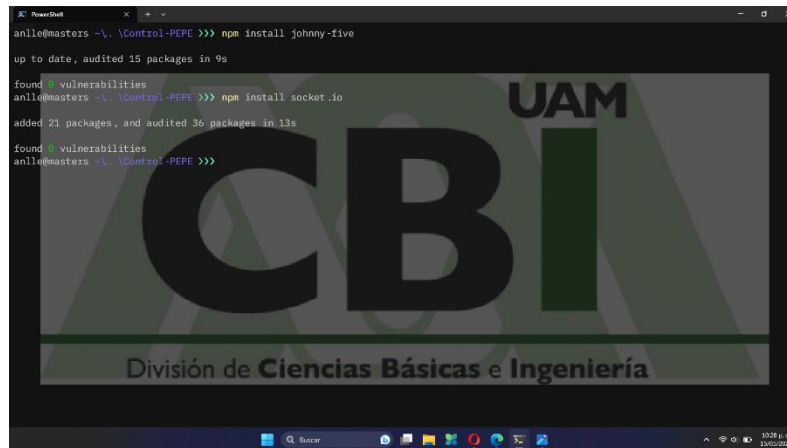 PowerShell
anlle@masters ~\. \Control-PEPE ❯❯❯ npm install johnny-five
up to date, audited 15 packages in 9s
found 0 vulnerabilities
anlle@masters ~\. \Control-PEPE ❯❯❯ npm install socket.io
added 21 packages, and audited 36 packages in 13s
found 0 vulnerabilities
anlle@masters ~\. \Control-PEPE ❯❯❯
UAM
CBI
División de Ciencias Básicas e Ingeniería
Buscar
10:28 p.